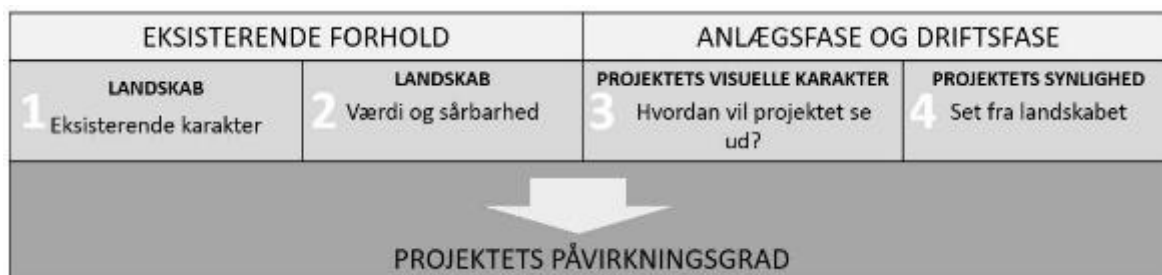 EKSISTERENDE FORHOLD
ANLÆGSFASE OG DRIFTSFASE
1
LANDSKAB
Eksisterende karakter
2
LANDSKAB
Værdi og sårbarhed
3
PROJEKTETS VISUELLE KARAKTER
Hvordan vil projektet se
ud?
4
PROJEKTETS SYNLIGHED
Set fra landskabet
PROJEKTETS PÅVIRKNINGSGRAD